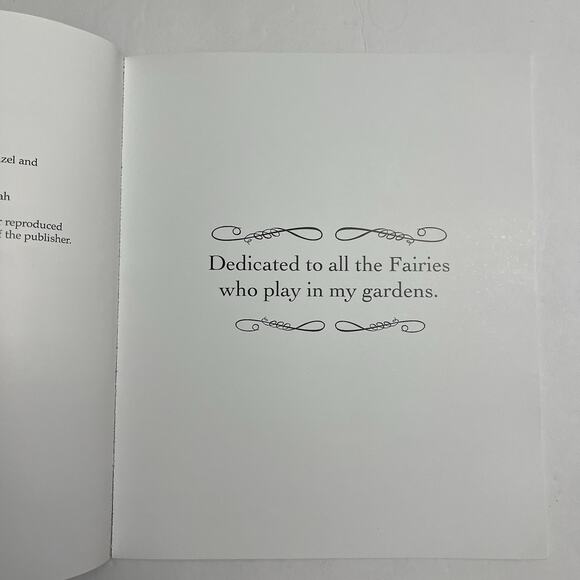 zel and
ah
r reproduced
f the publisher.
Dedicated to all the Fairies
who play in my gardens.